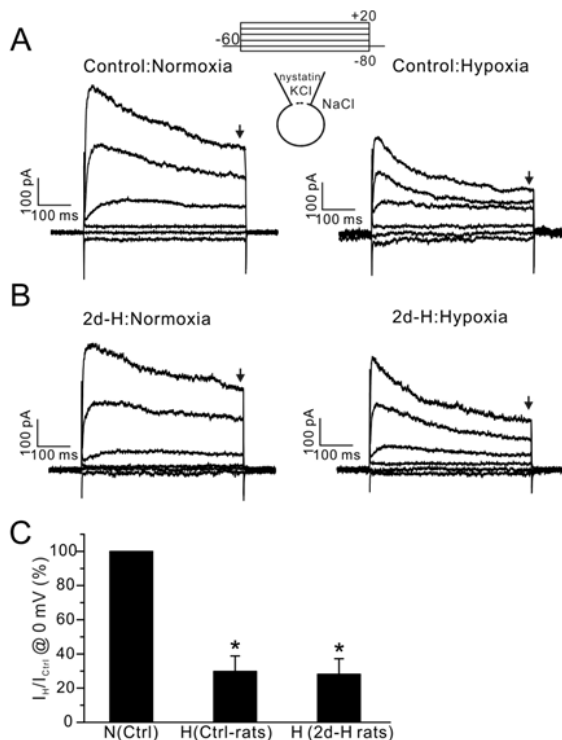 A
+20
-60
-80
Control:Normoxia
Control:Hypoxia
nystatin
KCl
NaCl
100 pA
100 ms
100 pA
100 ms
B
2d-H:Normoxia
2d-H:Hypoxia
100 pA
100 ms
100 pA
100 ms
C
I_H/I_Ctrl @ 0 mV (%)
100
80
60
40
20
0
*
*
N(Ctrl)
H(Ctrl-rats)
H (2d-H rats)